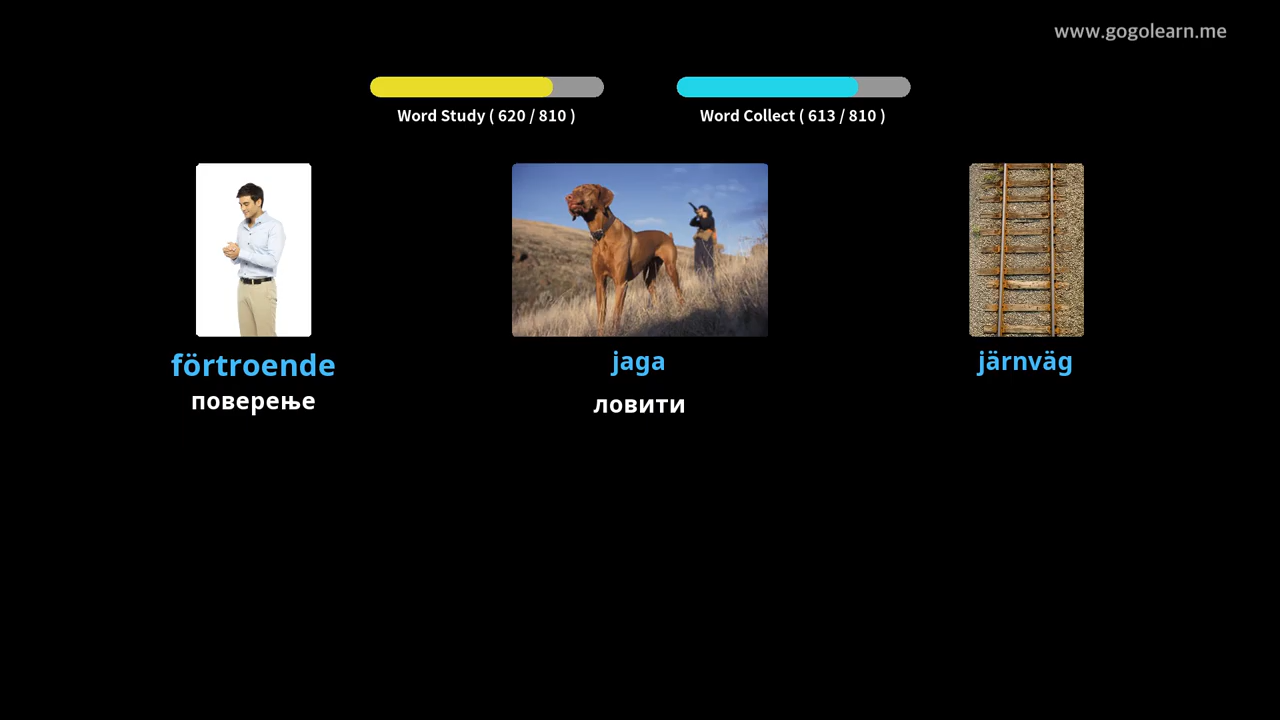 www.gogolearn.me
Word Study ( 620 / 810 )
Word Collect ( 613 / 810 )
förtroende
поверење
jaga
ловити
järnväg